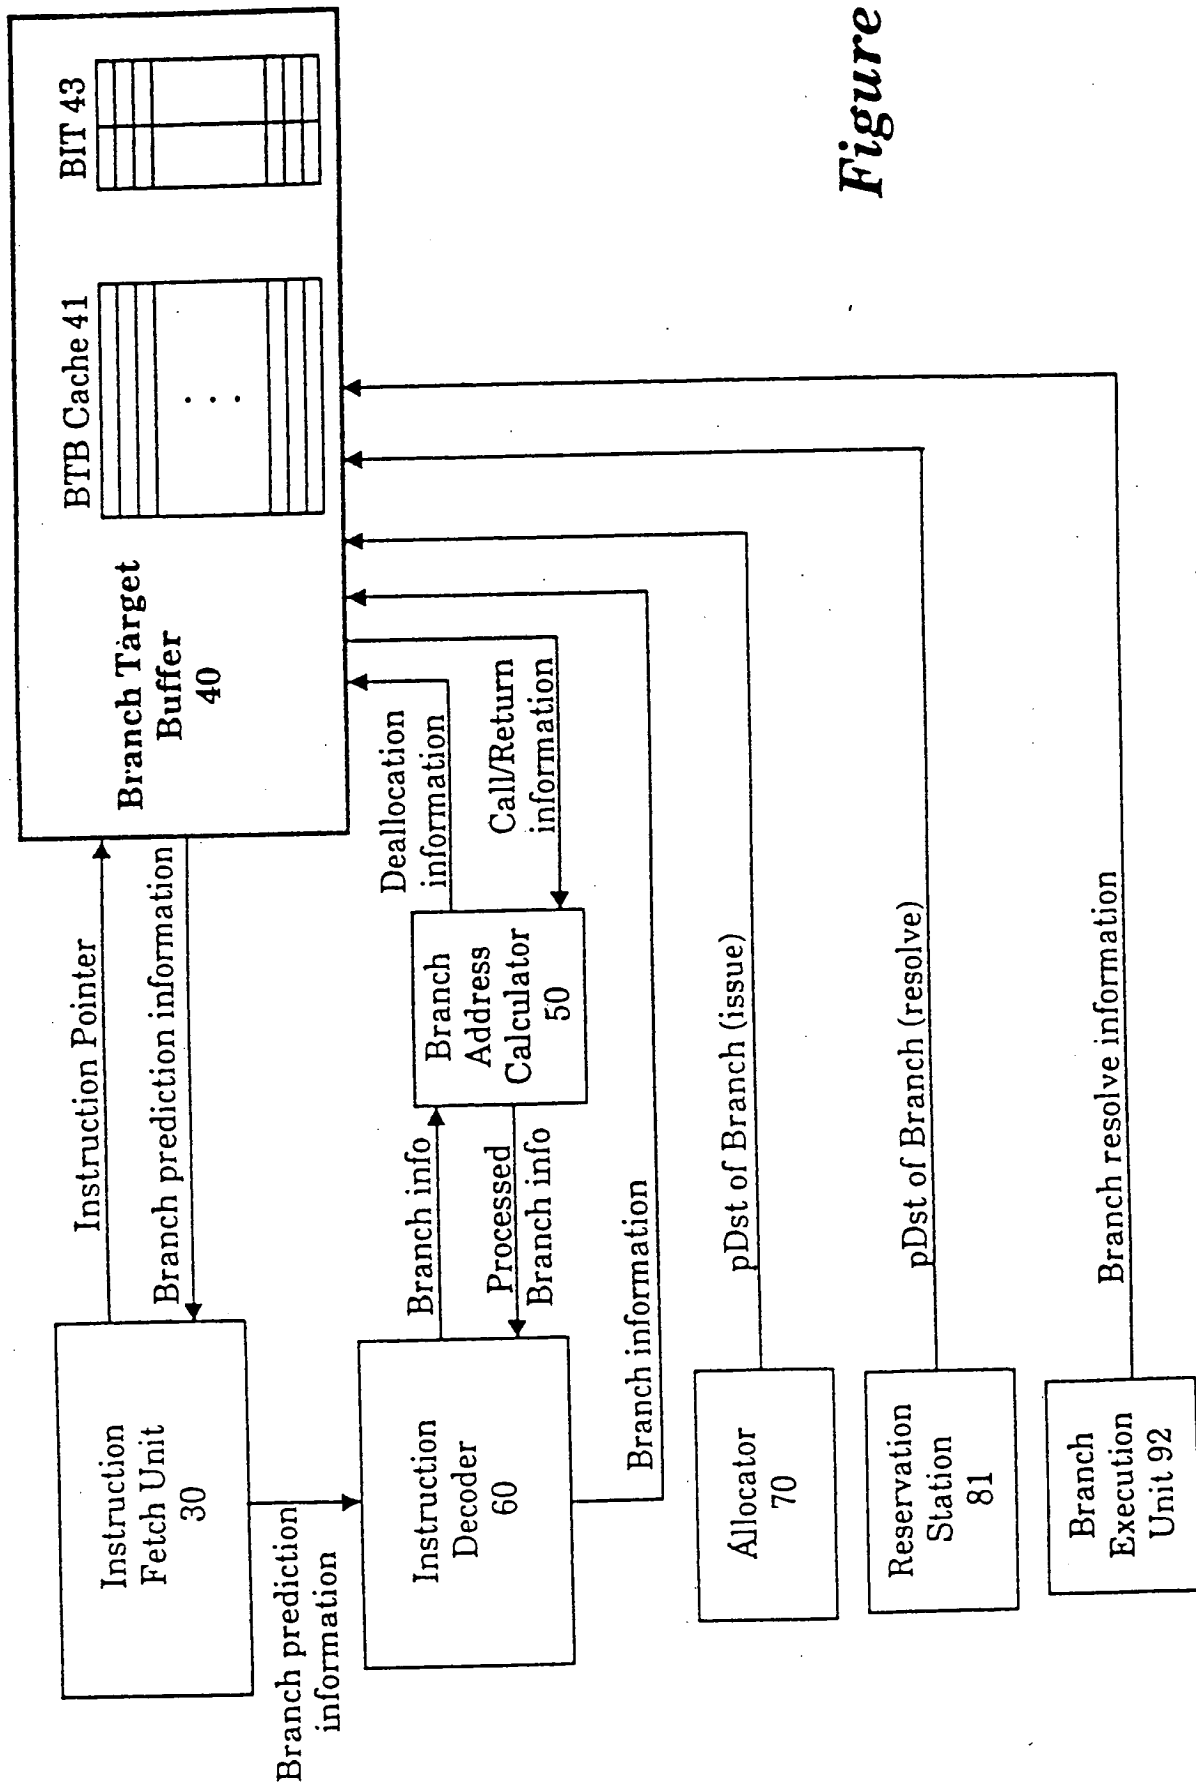 Instruction
Fetch Unit
30
Instruction Pointer
Branch prediction information
Branch Target
Buffer
40
BTB Cache 41
BIT 43
Branch prediction
information
Instruction
Decoder
60
Branch info
Processed
Branch info
Branch
Address
Calculator
50
Deallocation
information
Call/Return
information
Branch information
Allocator
70
pDst of Branch (issue)
Reservation
Station
81
pDst of Branch (resolve)
Branch
Execution
Unit 92
Branch resolve information
Figure